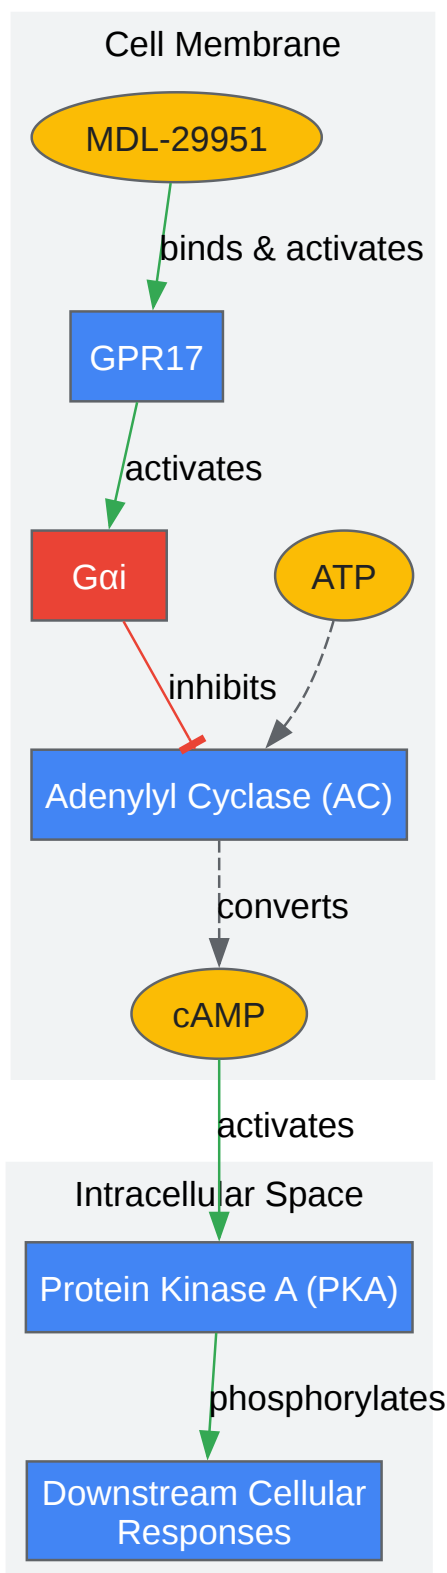 Cell Membrane
MDL-29951
binds & activates
GPR17
activates
Gαi
ATP
inhibits
Adenylyl Cyclase (AC)
converts
cAMP
activates
Intracellular Space
Protein Kinase A (PKA)
phosphorylates
Downstream Cellular
Responses